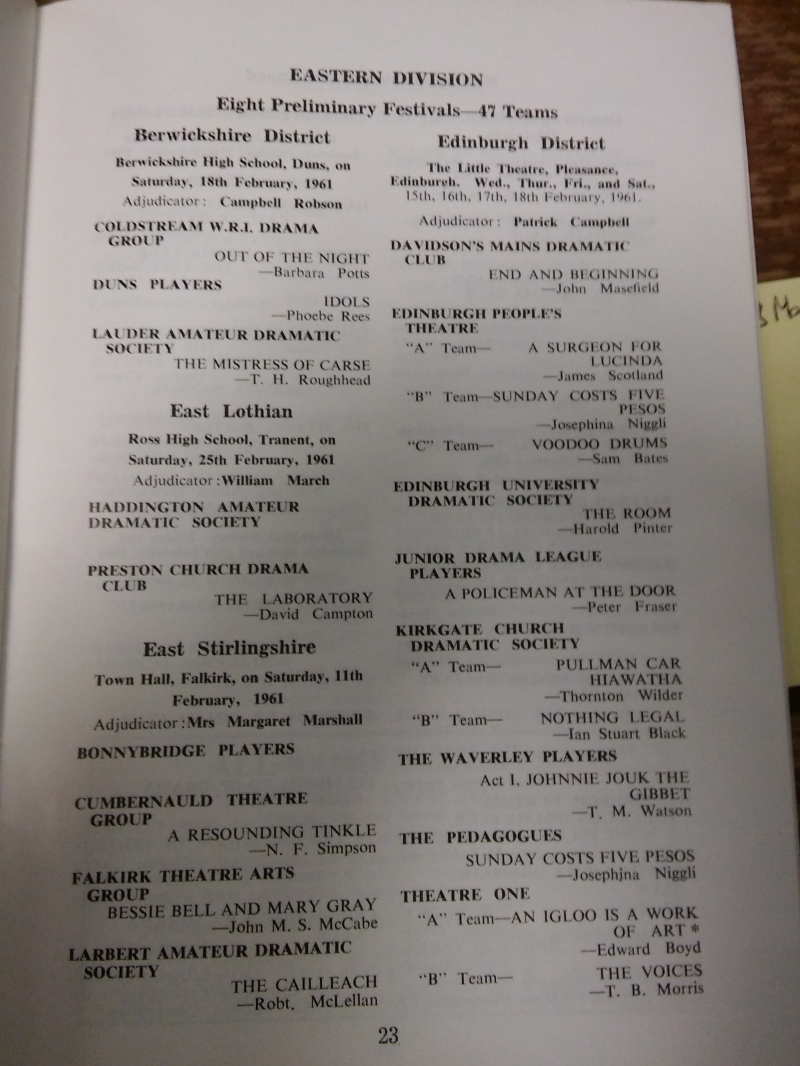 EASTERN DIVISION
Eight Preliminary Festivals—47 Teams
Berwickshire District
Berwickshire High School, Duns, on
Saturday, 18th February, 1961
Adjudicator: Campbell Robson
COLDSTREAM W.R.I. DRAMA
GROUP
OUT OF THE NIGHT
—Barbara Potts
DUNS PLAYERS
IDOLS
—Phoebe Rees
LAUDER AMATEUR DRAMATIC
SOCIETY
THE MISTRESS OF CARSE
—T. H. Roughhead
East Lothian
Ross High School, Tranent, on
Saturday, 25th February, 1961
Adjudicator: William March
HADDINGTON AMATEUR
DRAMATIC SOCIETY
PRESTON CHURCH DRAMA
CLUB
THE LABORATORY
—David Campton
East Stirlingshire
Town Hall, Falkirk, on Saturday, 11th
February, 1961
Adjudicator: Mrs Margaret Marshall
BONNYBRIDGE PLAYERS
CUMBERNAULD THEATRE
GROUP
A RESOUNDING TINKLE
—N. F. Simpson
FALKIRK THEATRE ARTS
GROUP
BESSIE BELL AND MARY GRAY
—John M. S. McCabe
LARBERT AMATEUR DRAMATIC
SOCIETY
THE CAILLEACH
—Robt. McLellan
Edinburgh District
The Little Theatre, Pleasance,
Edinburgh. Wed., Thur., Fri., and Sat.,
15th, 16th, 17th, 18th February, 1961.
Adjudicator: Patrick Campbell
DAVIDSON'S MAINS DRAMATIC
CLUB
END AND BEGINNING
—John Masefield
EDINBURGH PEOPLE'S
THEATRE
"A" Team— A SURGEON FOR
LUCINDA
—James Scotland
"B" Team—SUNDAY COSTS FIVE
PESOS
—Josephina Niggli
"C" Team— VOODOO DRUMS
—Sam Bates
EDINBURGH UNIVERSITY
DRAMATIC SOCIETY
THE ROOM
—Harold Pinter
JUNIOR DRAMA LEAGUE
PLAYERS
A POLICEMAN AT THE DOOR
—Peter Fraser
KIRKGATE CHURCH
DRAMATIC SOCIETY
"A" Team— PULLMAN CAR
HIAWATHA
—Thornton Wilder
"B" Team— NOTHING LEGAL
—Ian Stuart Black
THE WAVERLEY PLAYERS
Act I, JOHNNIE JOUK THE
GIBBET
—T. M. Watson
THE PEDAGOGUES
SUNDAY COSTS FIVE PESOS
—Josephina Niggli
THEATRE ONE
"A" Team—AN IGLOO IS A WORK
OF ART *
—Edward Boyd
"B" Team— THE VOICES
—T. B. Morris
23